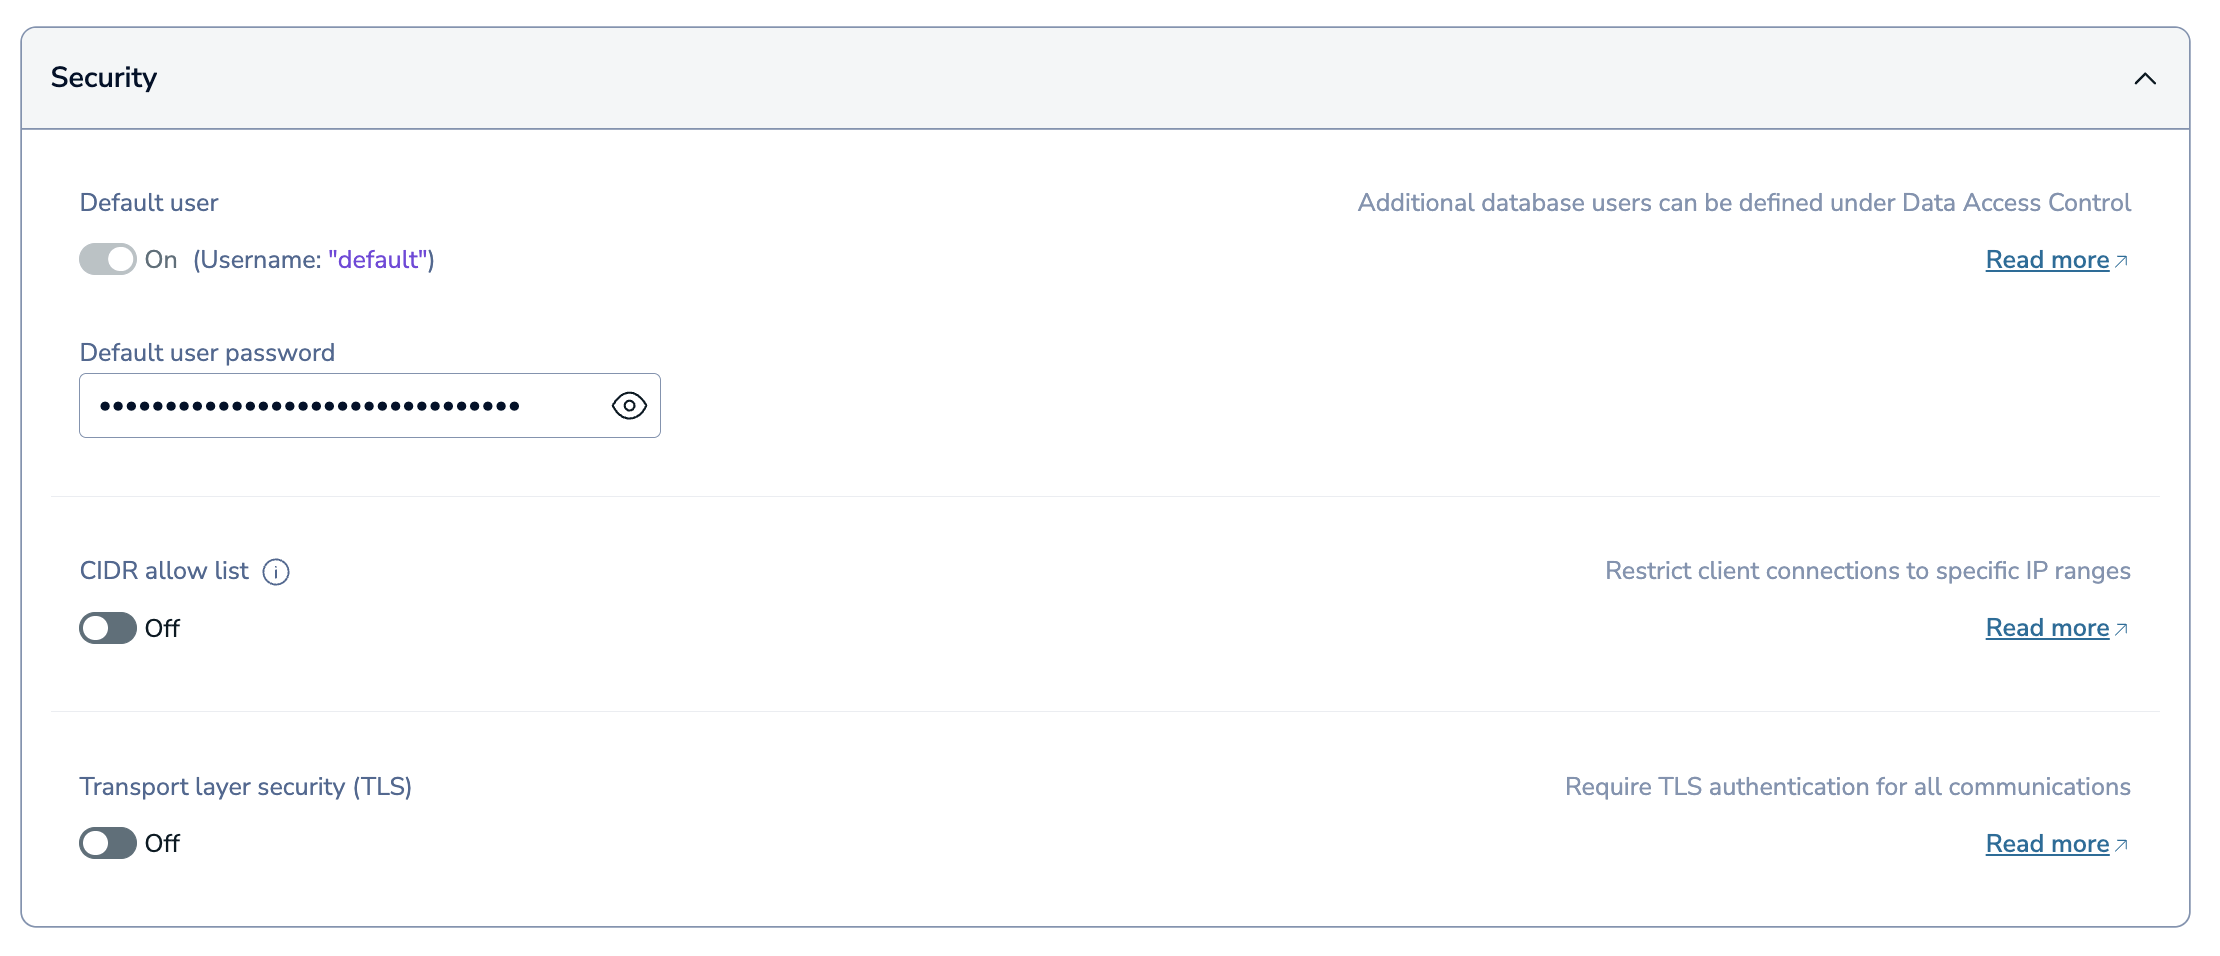 Security
Default user
Additional database users can be defined under Data Access Control
On (Username: "default")
Read more
Default user password
••••••••••••••••••••••••••••••••
CIDR allow list
Restrict client connections to specific IP ranges
Off
Read more
Transport layer security (TLS)
Require TLS authentication for all communications
Off
Read more